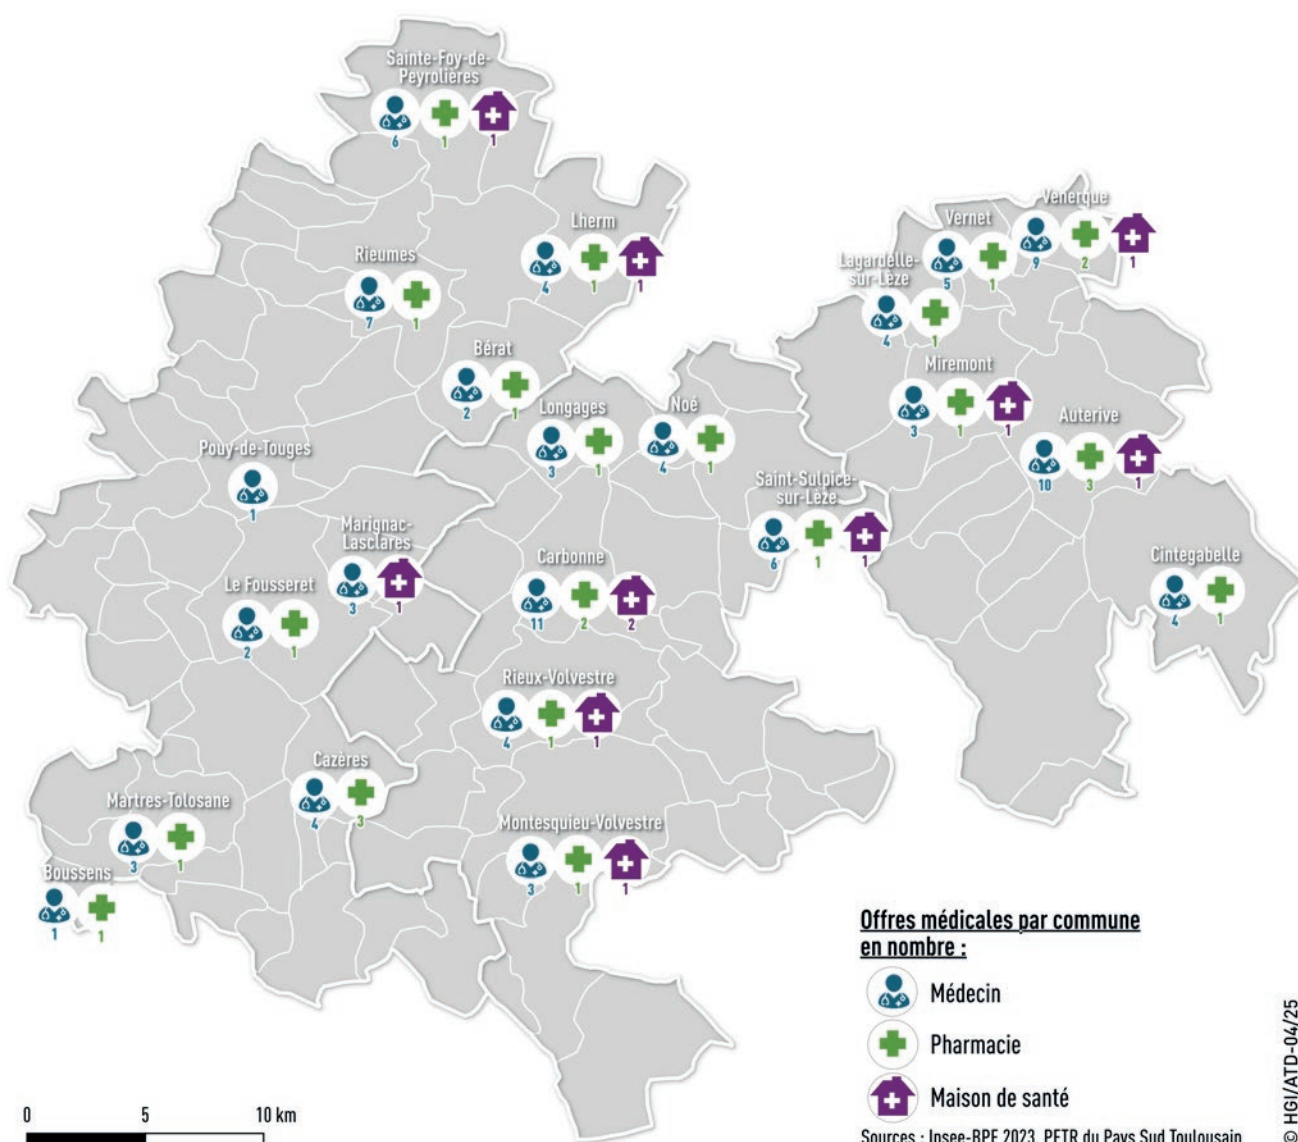 Sainte-Foy-de-
Peyrolières
6 1 1
Lherm
4 1 1
Rieumes
7 1
Bérat
2 1
Venerque
9 2 1
Vernet
5 1
Lagardelle-
sur-Lèze
4 1
Miremont
3 1 1
Auterive
10 3 1
Longages
3 1
Noé
4 1
Pouy-de-Touges
1
Saint-Sulpice-
sur-Lèze
6 1 1
Marignac-
Lasclares
3 1
Carbonne
11 2 2
Cintegabelle
4 1
Le Fousseret
2 1
Rieux-Volvestre
4 1 1
Cazères
4 3
Martres-Tolosane
3 1
Montesquieu-Volvestre
3 1 1
Boussens
1 1
Offres médicales par commune
en nombre :
Médecin
Pharmacie
Maison de santé
Sources : Insee-BPE 2023, PETR du Pays Sud Toulousain
0 5 10 km
© HGI/ATD-04/25